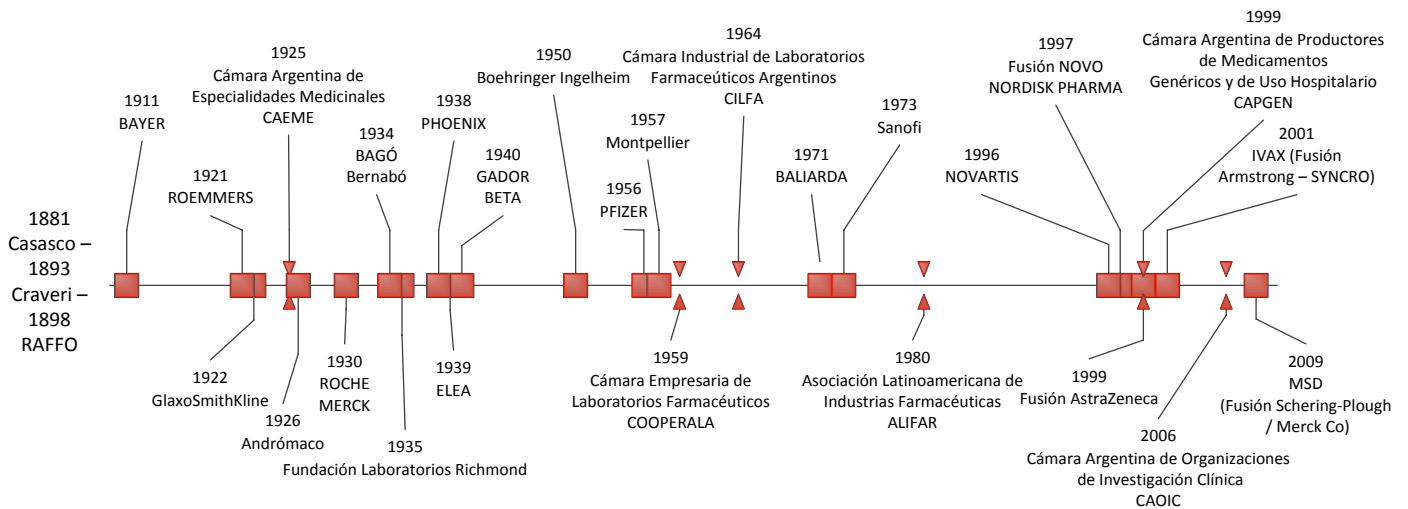 1881
Casasco –
1893
Craveri –
1898
RAFFO
1911
BAYER
1921
ROEMMERS
1922
GlaxoSmithKline
1925
Cámara Argentina de
Especialidades Medicinales
CAEME
1926
Andrómaco
1930
ROCHE
MERCK
1934
BAGÓ
Bernabó
1935
Fundación Laboratorios Richmond
1938
PHOENIX
1939
ELEA
1940
GADOR
BETA
1950
Boehringer Ingelheim
1956
PFIZER
1957
Montpellier
1959
Cámara Empresaria de
Laboratorios Farmacéuticos
COOPERALA
1964
Cámara Industrial de Laboratorios
Farmaceúticos Argentinos
CILFA
1971
BALIARDA
1973
Sanofi
1980
Asociación Latinoamericana de
Industrias Farmacéuticas
ALIFAR
1996
NOVARTIS
1997
Fusión NOVO
NORDISK PHARMA
1999
Cámara Argentina de Productores
de Medicamentos
Genéricos y de Uso Hospitalario
CAPGEN
1999
Fusión AstraZeneca
2001
IVAX (Fusión
Armstrong – SYNCRO)
2006
Cámara Argentina de Organizaciones
de Investigación Clínica
CAOIC
2009
MSD
(Fusión Schering-Plough
/ Merck Co)